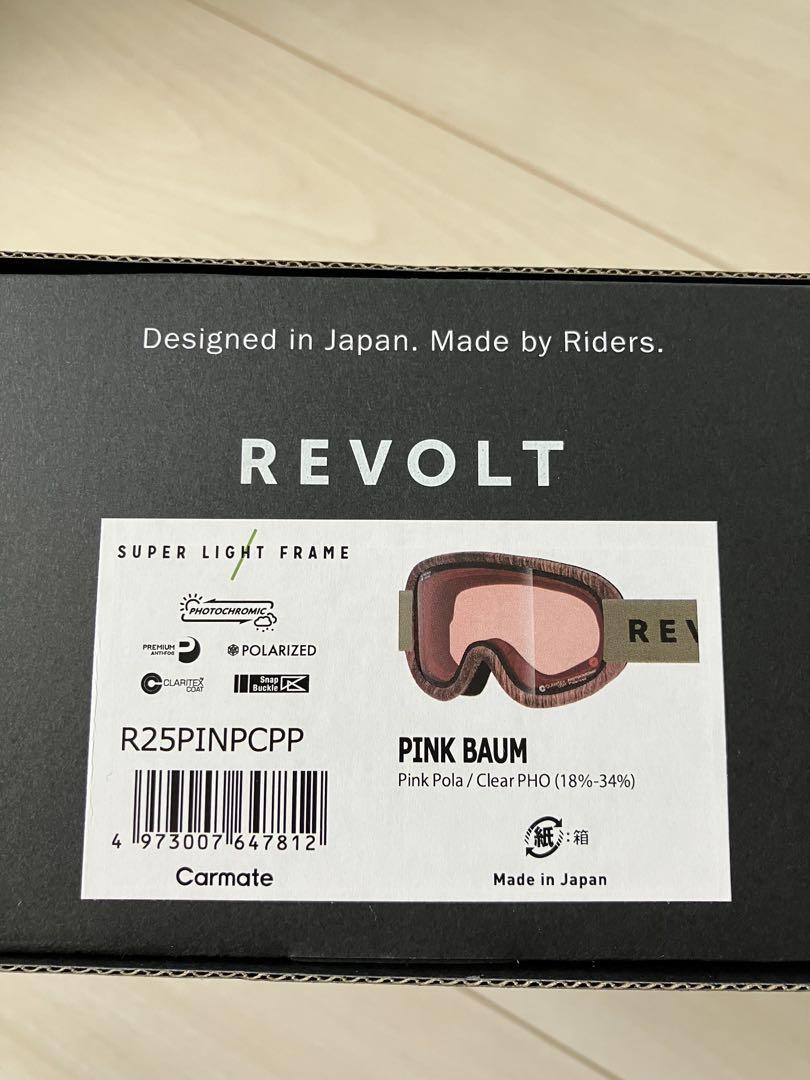 Designed in Japan. Made by Riders.
REVOLT
SUPER LIGHT FRAME
PHOTOCHROMIC
PREMIUM
ANTI-FOG
POLARIZED
CLARITEX
COAT
Snap
Buckle
R25PINPCPP
4 973007 647812
Carmate
REV
PINK BAUM
Pink Pola / Clear PHO (18%-34%)
紙:箱
Made in Japan